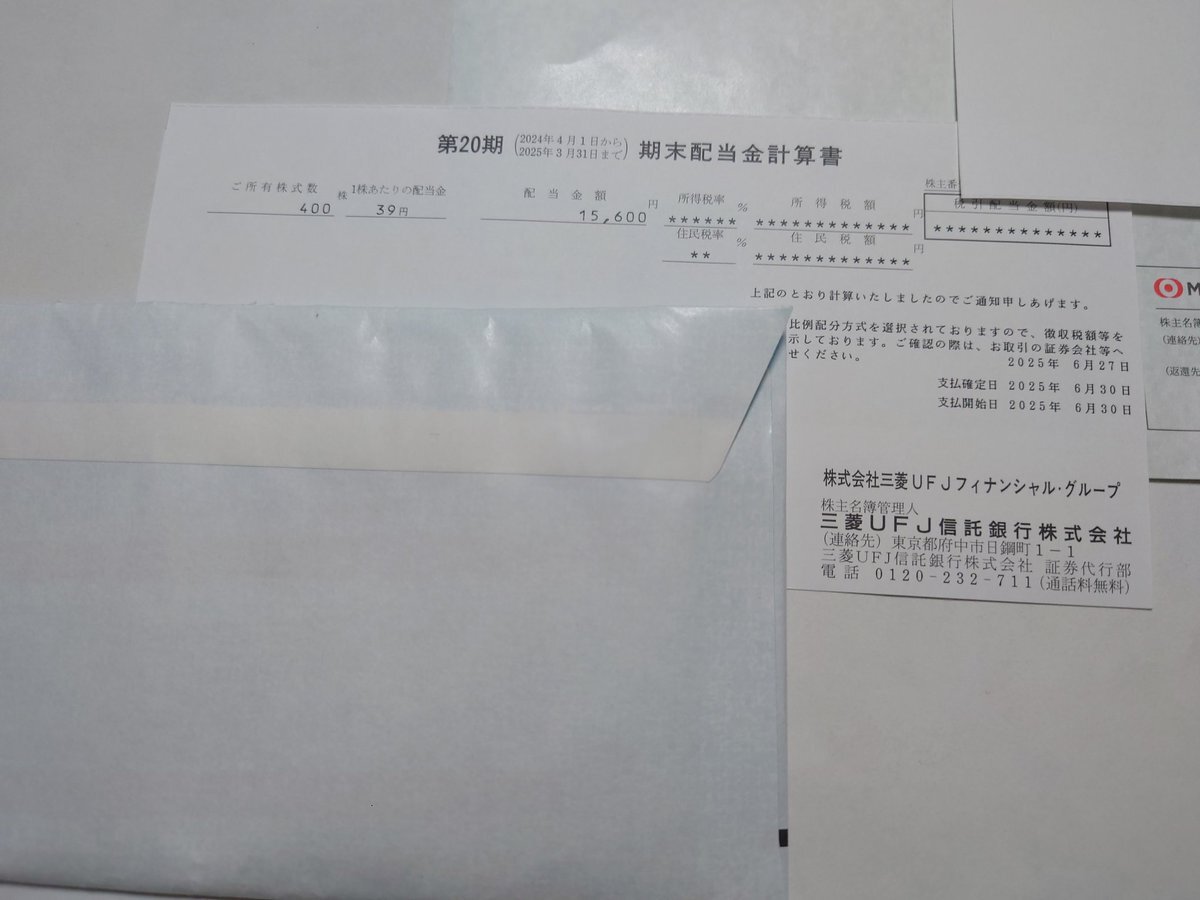 第20期 (2024年4月1日から 2025年3月31日まで) 期末配当金計算書
株主番
ご所有株式数 400 株
1株あたりの配当金 39円
配当金額 15,600 円
所得税率 ****** %
所得税額 ************* 円
税引配当金額(円) **************
住民税率 ** %
住民税額 ************* 円
上記のとおり計算いたしましたのでご通知申しあげます。
比例配分方式を選択されておりますので、徴収税額等を
示しております。ご確認の際は、お取引の証券会社等へ
せください。
2025年 6月27日
支払確定日 2025年 6月30日
支払開始日 2025年 6月30日
株式会社三菱UFJフィナンシャル・グループ
株主名簿管理人
三菱UFJ信託銀行株式会社
(連絡先) 東京都府中市日鋼町1-1
三菱UFJ信託銀行株式会社 証券代行部
電話 0120-232-711(通話料無料)
M
株主名簿
(連絡先)
(返還先